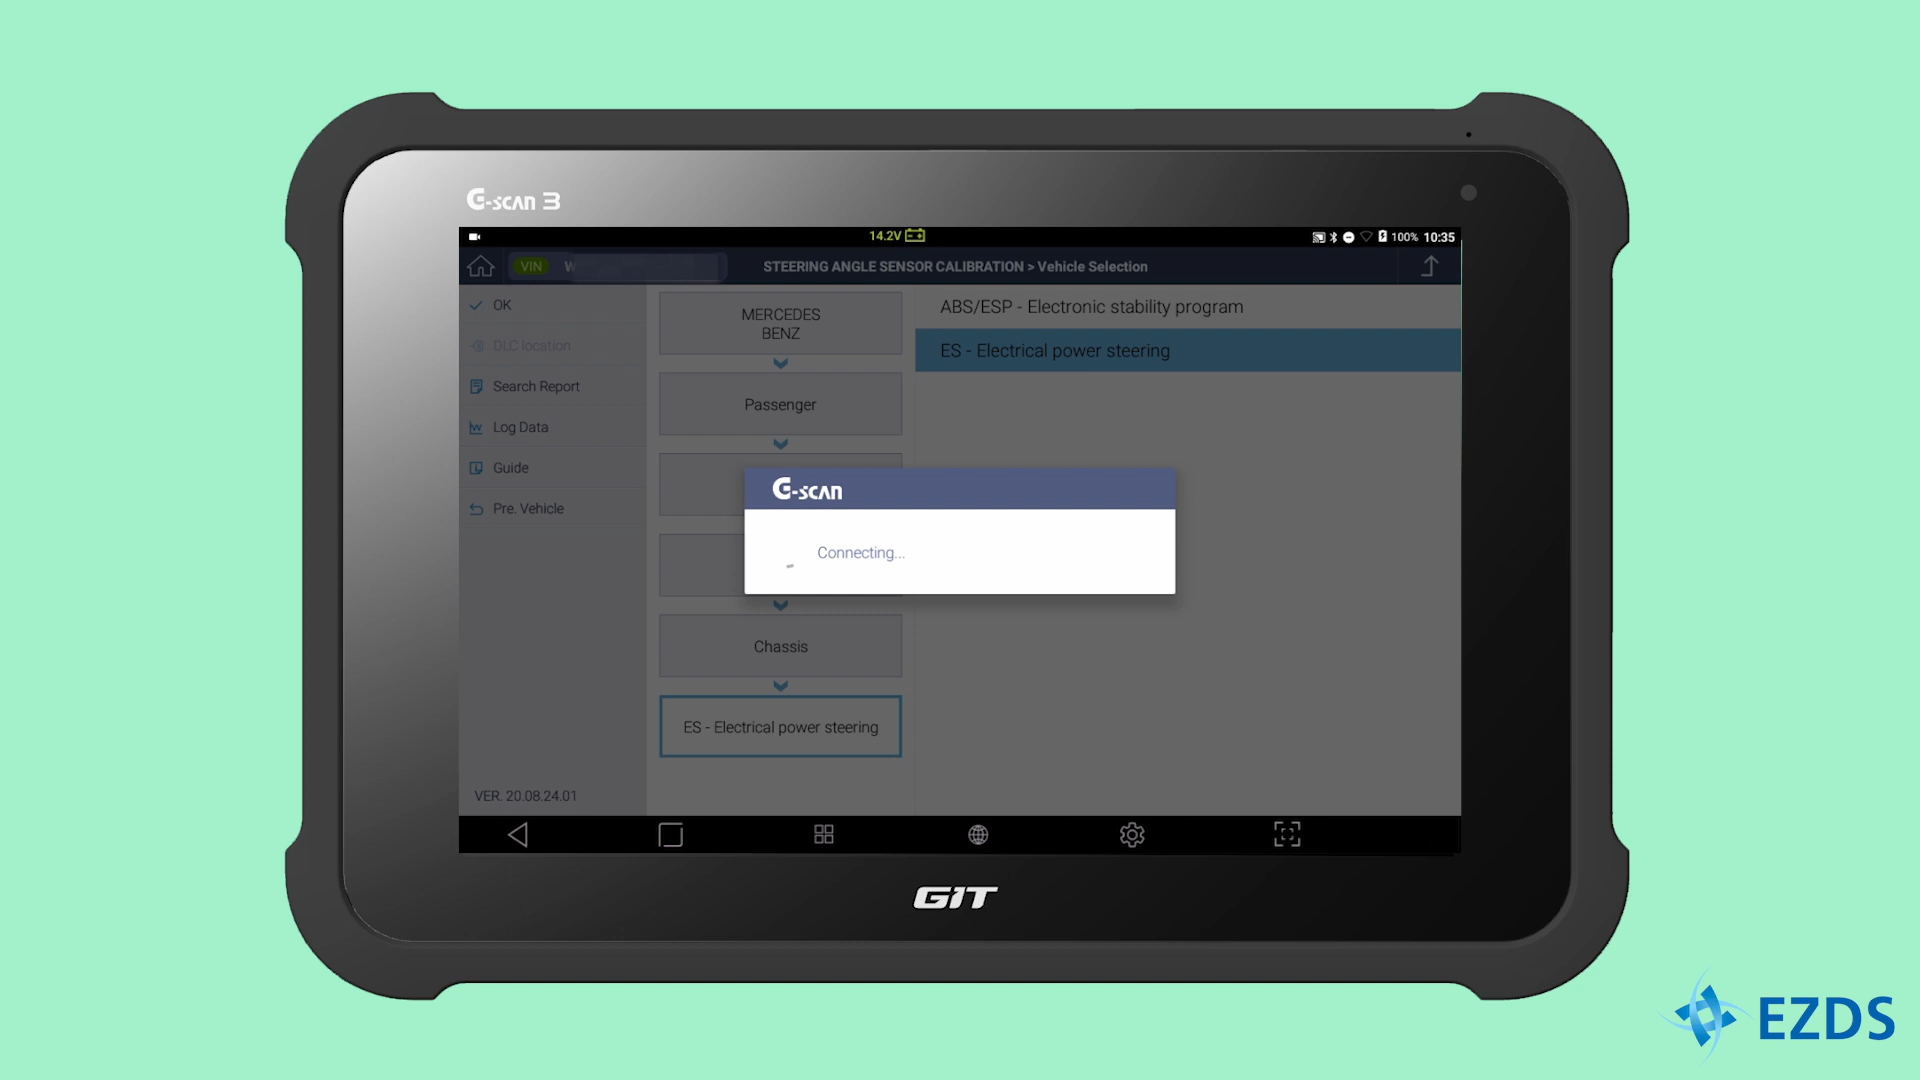 G-scan 3
14.2V
100% 10:35
VIN W
STEERING ANGLE SENSOR CALIBRATION > Vehicle Selection
OK
DLC location
Search Report
Log Data
Guide
Pre. Vehicle
VER. 20.08.24.01
MERCEDES
BENZ
Passenger
Chassis
ES - Electrical power steering
ABS/ESP - Electronic stability program
ES - Electrical power steering
G-scan
Connecting...
GIT
EZDS